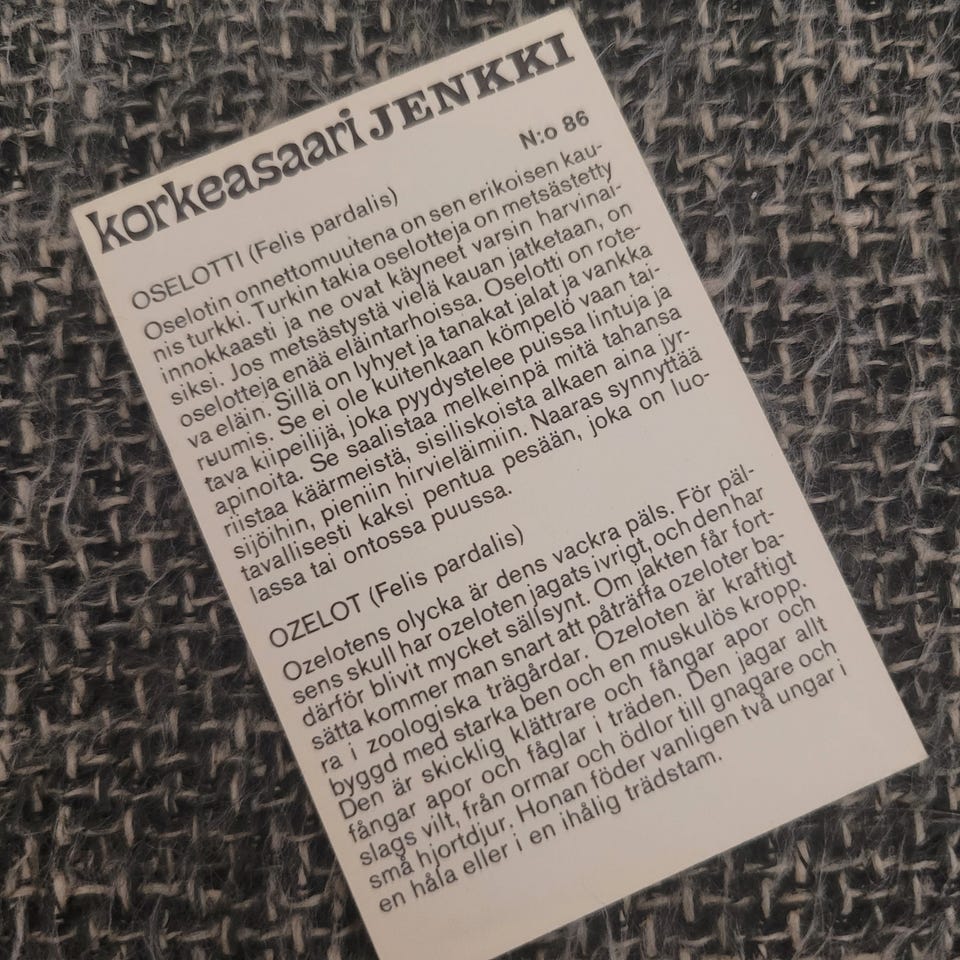 korkeasaari JENKKI
N:o 86
OSELOTTI (Felis pardalis)
Oselotin onnettomuutena on sen erikoisen kau-
nis turkki. Turkin takia oselotteja on metsästetty
innokkaasti ja ne ovat käyneet varsin harvinai-
siksi. Jos metsästystä vielä kauan jatketaan, on
oselotteja enää eläintarhoissa. Oselotti on rote-
va eläin. Sillä on lyhyet ja tanakat jalat ja vankka
ruumis. Se ei ole kuitenkaan kömpelö vaan tai-
tava kiipeilijä, joka pyydystelee puissa lintuja ja
apinoita. Se saalistaa melkeinpä mitä tahansa
riistaa käärmeistä, sisiliskoista alkaen aina jyr-
sijöihin, pieniin hirvieläimiin. Naaras synnyttää
tavallisesti kaksi pentua pesään, joka on luo-
lassa tai ontossa puussa.
OZELOT (Felis pardalis)
Ozelotens olycka är dens vackra päls. För päl-
sens skull har ozeloten jagats ivrigt, och den har
därför blivit mycket sällsynt. Om jakten får fort-
sätta kommer man snart att påträffa ozeloter ba-
ra i zoologiska trägårdar. Ozeloten är kraftigt
byggd med starka ben och en muskulös kropp.
Den är skicklig klättrare och fångar apor och
fångar apor och fåglar i träden. Den jagar allt
slags vilt, från ormar och ödlor till gnagare och
små hjortdjur. Honan föder vanligen två ungar i
en håla eller i en ihålig trädstam.